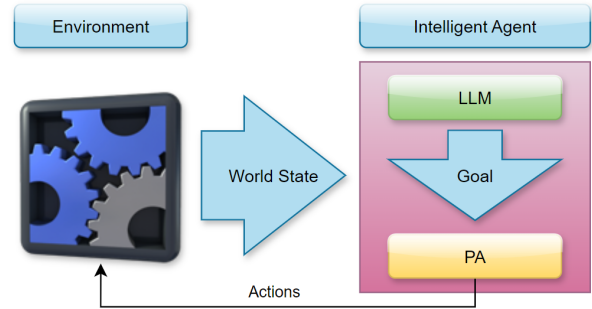 Environment
Intelligent Agent
LLM
World State
Goal
PA
Actions